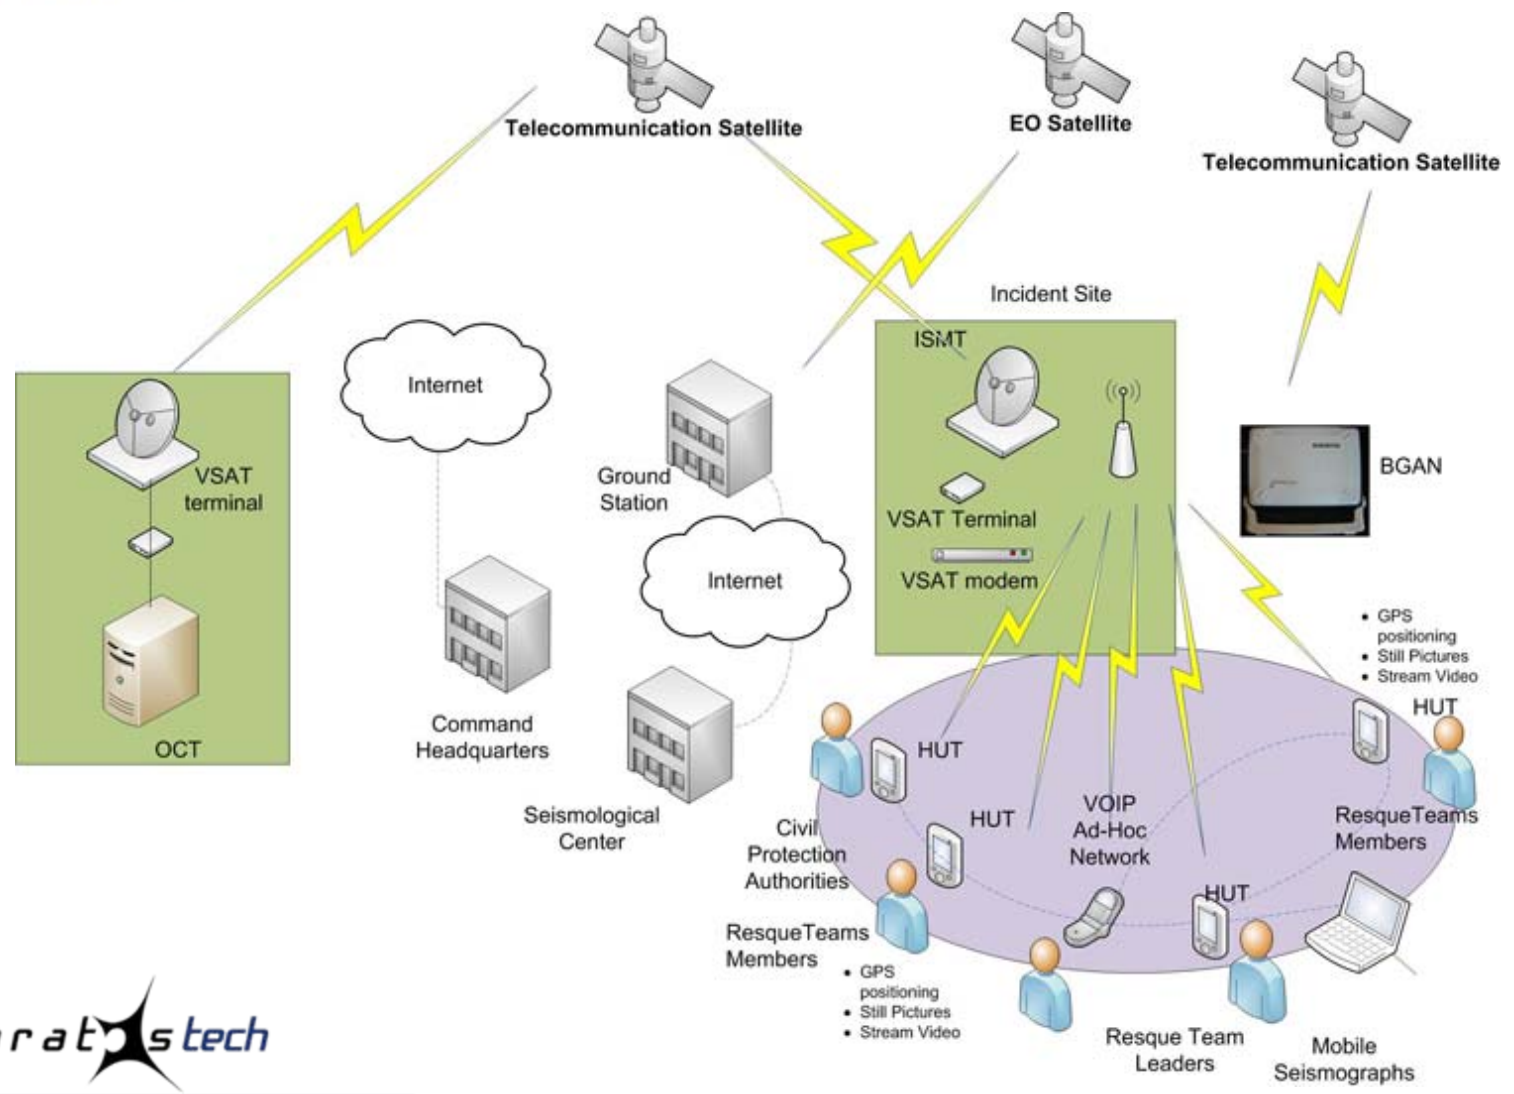 Telecommunication Satellite
EO Satellite
Telecommunication Satellite
Incident Site
ISMT
Internet
VSAT
terminal
Ground
Station
BGAN
VSAT Terminal
VSAT modem
Internet
OCT
Command
Headquarters
Seismological
Center
• GPS
positioning
• Still Pictures
• Stream Video
HUT
HUT
HUT
VOIP
Ad-Hoc
Network
Civil
Protection
Authorities
ResqueTeams
Members
HUT
ResqueTeams
Members
• GPS
positioning
• Still Pictures
• Stream Video
Resque Team
Leaders
Mobile
Seismographs
ratostech